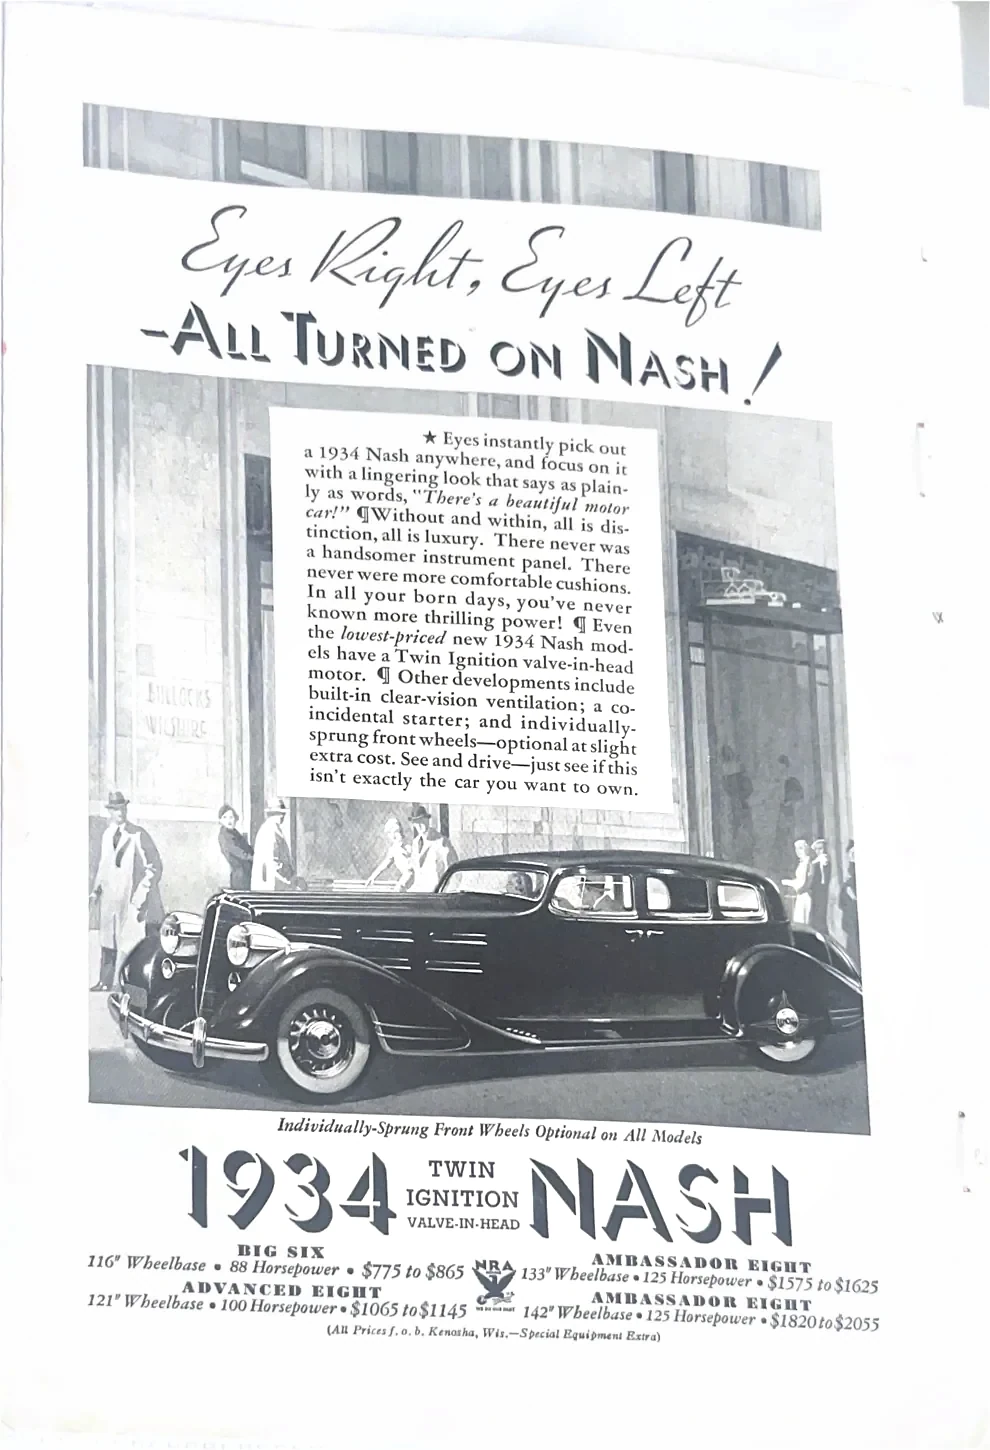 Eyes Right, Eyes Left
-ALL TURNED ON NASH!
★ Eyes instantly pick out
a 1934 Nash anywhere, and focus on it
with a lingering look that says as plain-
ly as words, "There's a beautiful motor
car!" ¶Without and within, all is dis-
tinction, all is luxury. There never was
a handsomer instrument panel. There
never were more comfortable cushions.
In all your born days, you've never
known more thrilling power! ¶ Even
the lowest-priced new 1934 Nash mod-
els have a Twin Ignition valve-in-head
motor. ¶ Other developments include
built-in clear-vision ventilation; a co-
incidental starter; and individually-
sprung front wheels—optional at slight
extra cost. See and drive—just see if this
isn't exactly the car you want to own.
BULLOCKS
WILSHIRE
Individually-Sprung Front Wheels Optional on All Models
1934 TWIN IGNITION VALVE-IN-HEAD NASH
BIG SIX
116" Wheelbase • 88 Horsepower • $775 to $865
ADVANCED EIGHT
121" Wheelbase • 100 Horsepower • $1065 to $1145
NRA
WE DO OUR PART
AMBASSADOR EIGHT
133" Wheelbase • 125 Horsepower • $1575 to $1625
AMBASSADOR EIGHT
142" Wheelbase • 125 Horsepower • $1820 to $2055
(All Prices f. o. b. Kenosha, Wis.—Special Equipment Extra)